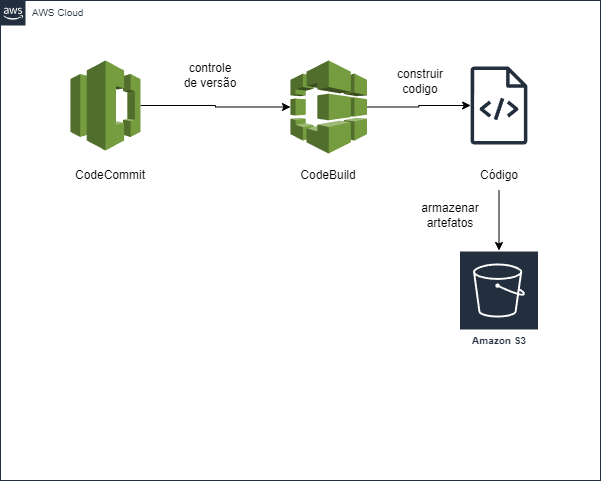 aws
AWS Cloud
controle
de versão
construir
codigo
CodeCommit
CodeBuild
Código
armazenar
artefatos
Amazon S3